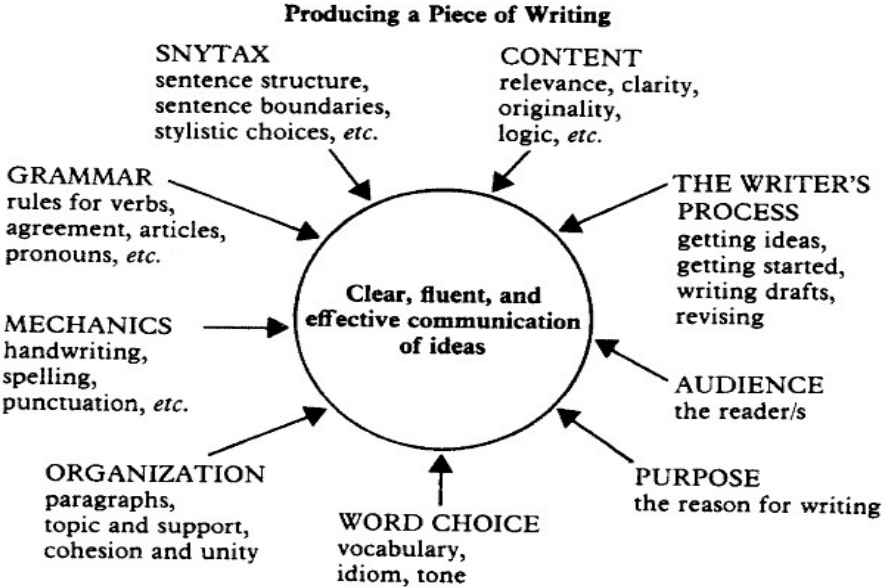 Producing a Piece of Writing
SNYTAX
sentence structure,
sentence boundaries,
stylistic choices, etc.
CONTENT
relevance, clarity,
originality,
logic, etc.
GRAMMAR
rules for verbs,
agreement, articles,
pronouns, etc.
THE WRITER'S
PROCESS
getting ideas,
getting started,
writing drafts,
revising
Clear, fluent, and
effective communication
of ideas
MECHANICS
handwriting,
spelling,
punctuation, etc.
AUDIENCE
the reader/s
ORGANIZATION
paragraphs,
topic and support,
cohesion and unity
WORD CHOICE
vocabulary,
idiom, tone
PURPOSE
the reason for writing